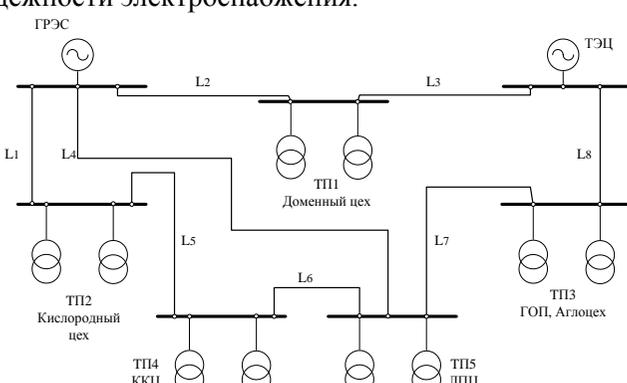 дежности электроснабжения.
ГРЭС
ТЭЦ
L2
L3
L1
L4
L8
ТП1
Доменный цех
L5
L7
L6
ТП2
Кислородный
цех
ТП3
ГОП, Аглоцех
ТП4
ККЦ
ТП5
ЛПЦ